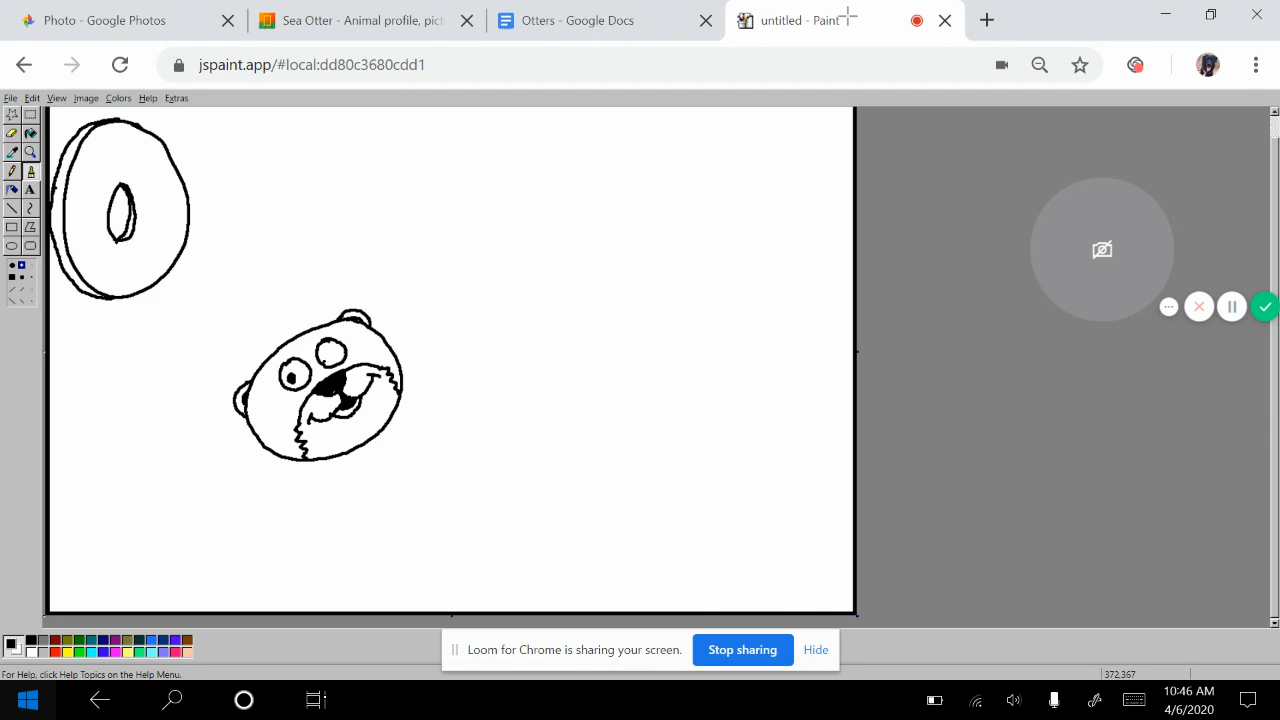 Photo - Google Photos
Sea Otter - Animal profile, pict
Otters - Google Docs
untitled - Paint
jspaint.app/#local:dd80c3680cdd1
File Edit View Image Colors Help Extras
A
O
Loom for Chrome is sharing your screen.
Stop sharing
Hide
For Help, click Help Topics on the Help Menu.
372,367
10:46 AM
4/6/2020